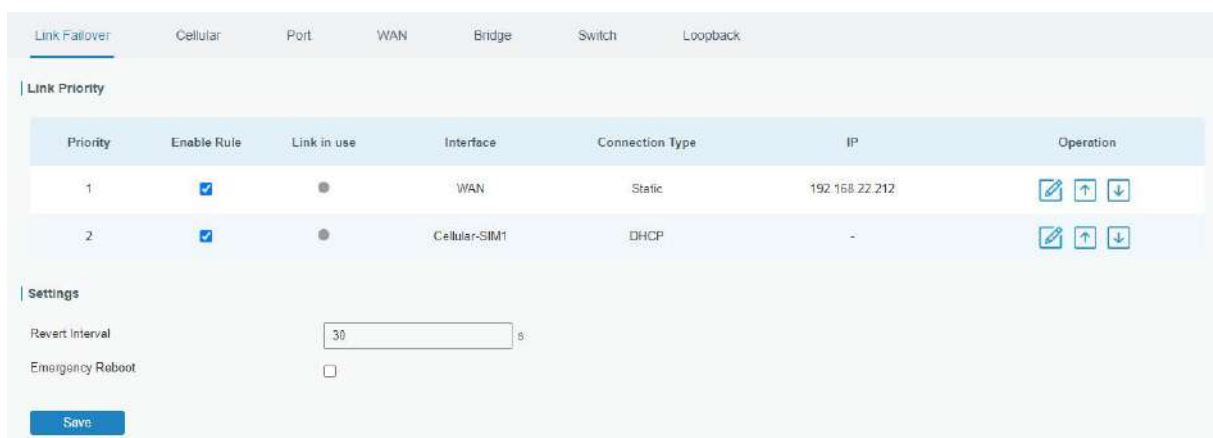 Link Failover Cellular Port WAN Bridge Switch Loopback
Link Priority
Priority Enable Rule Link in use Interface Connection Type IP Operation
1 WAN Static 192.168.22.212
2 Cellular-SIM1 DHCP -
Settings
Revert Interval 30 s
Emergency Reboot
Save